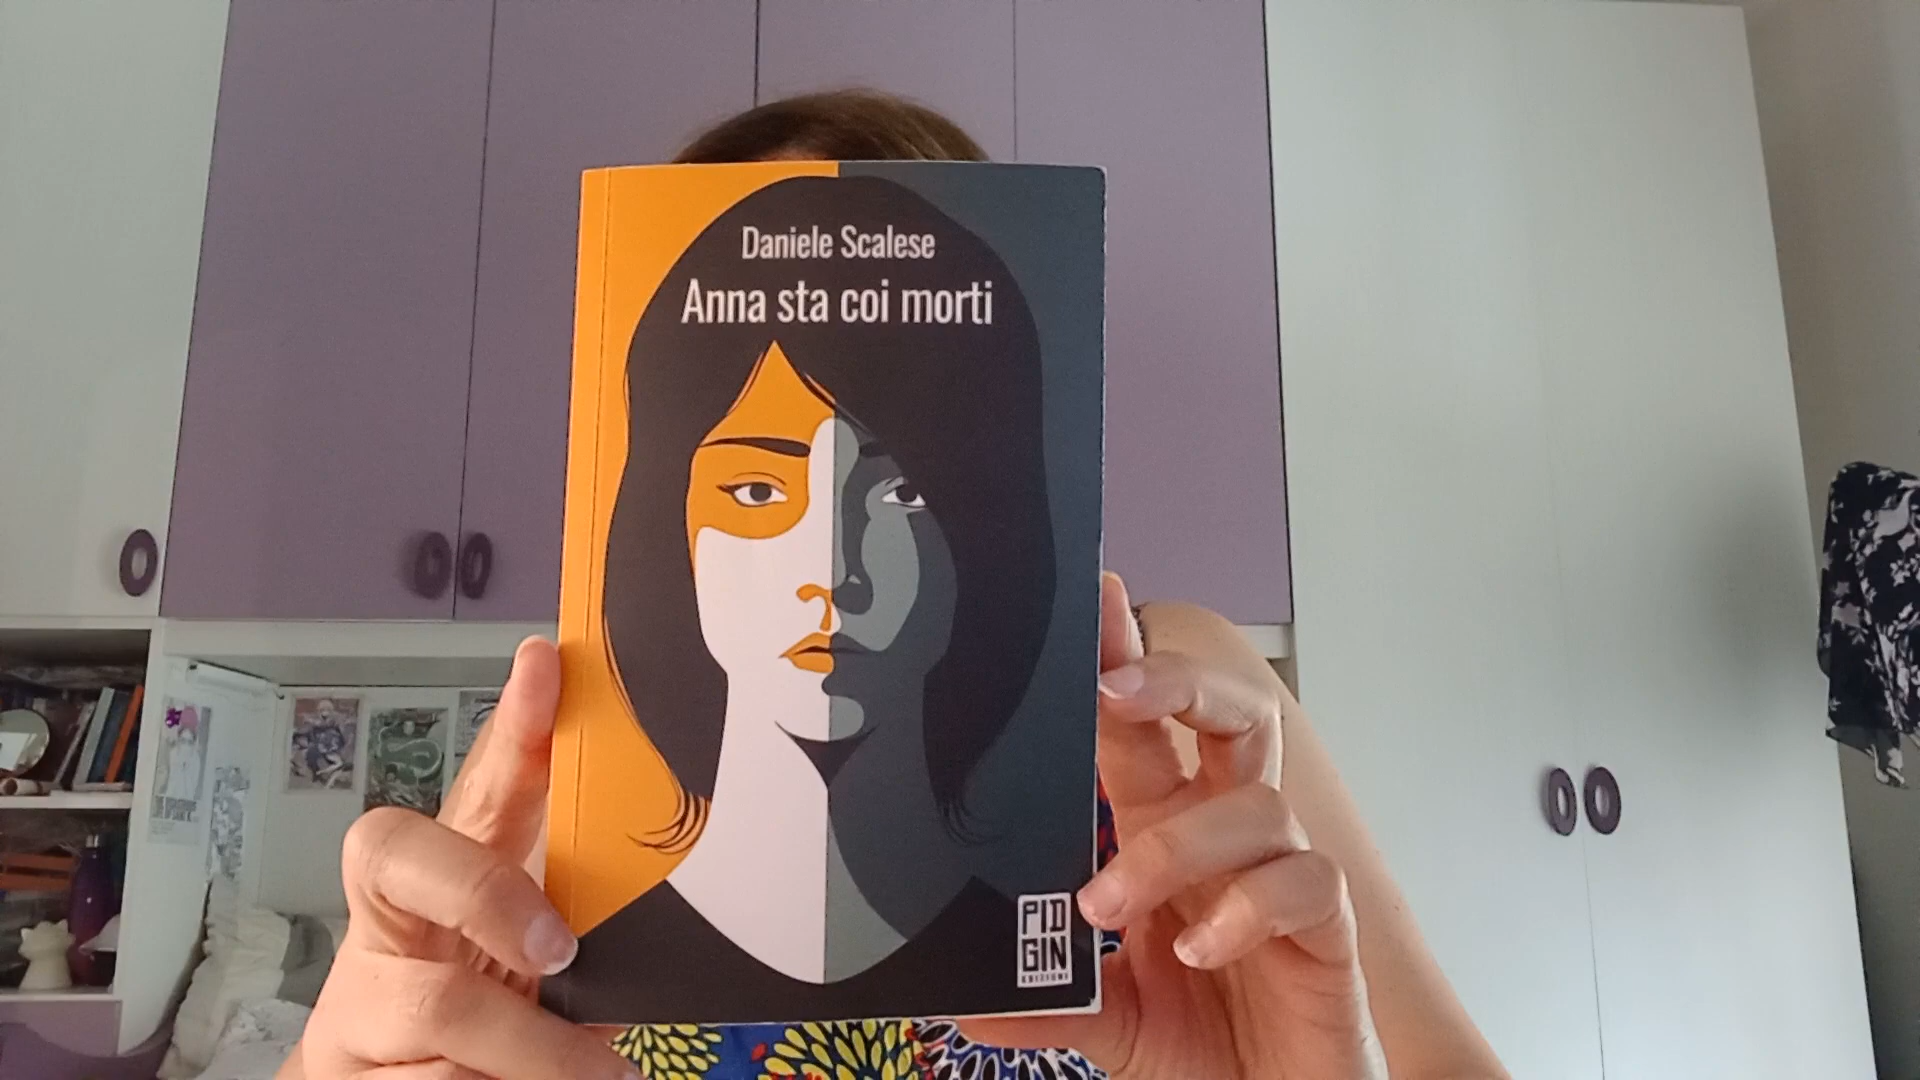 Daniele Scalese
Anna sta coi morti
PID
GIN
EDIZIONI